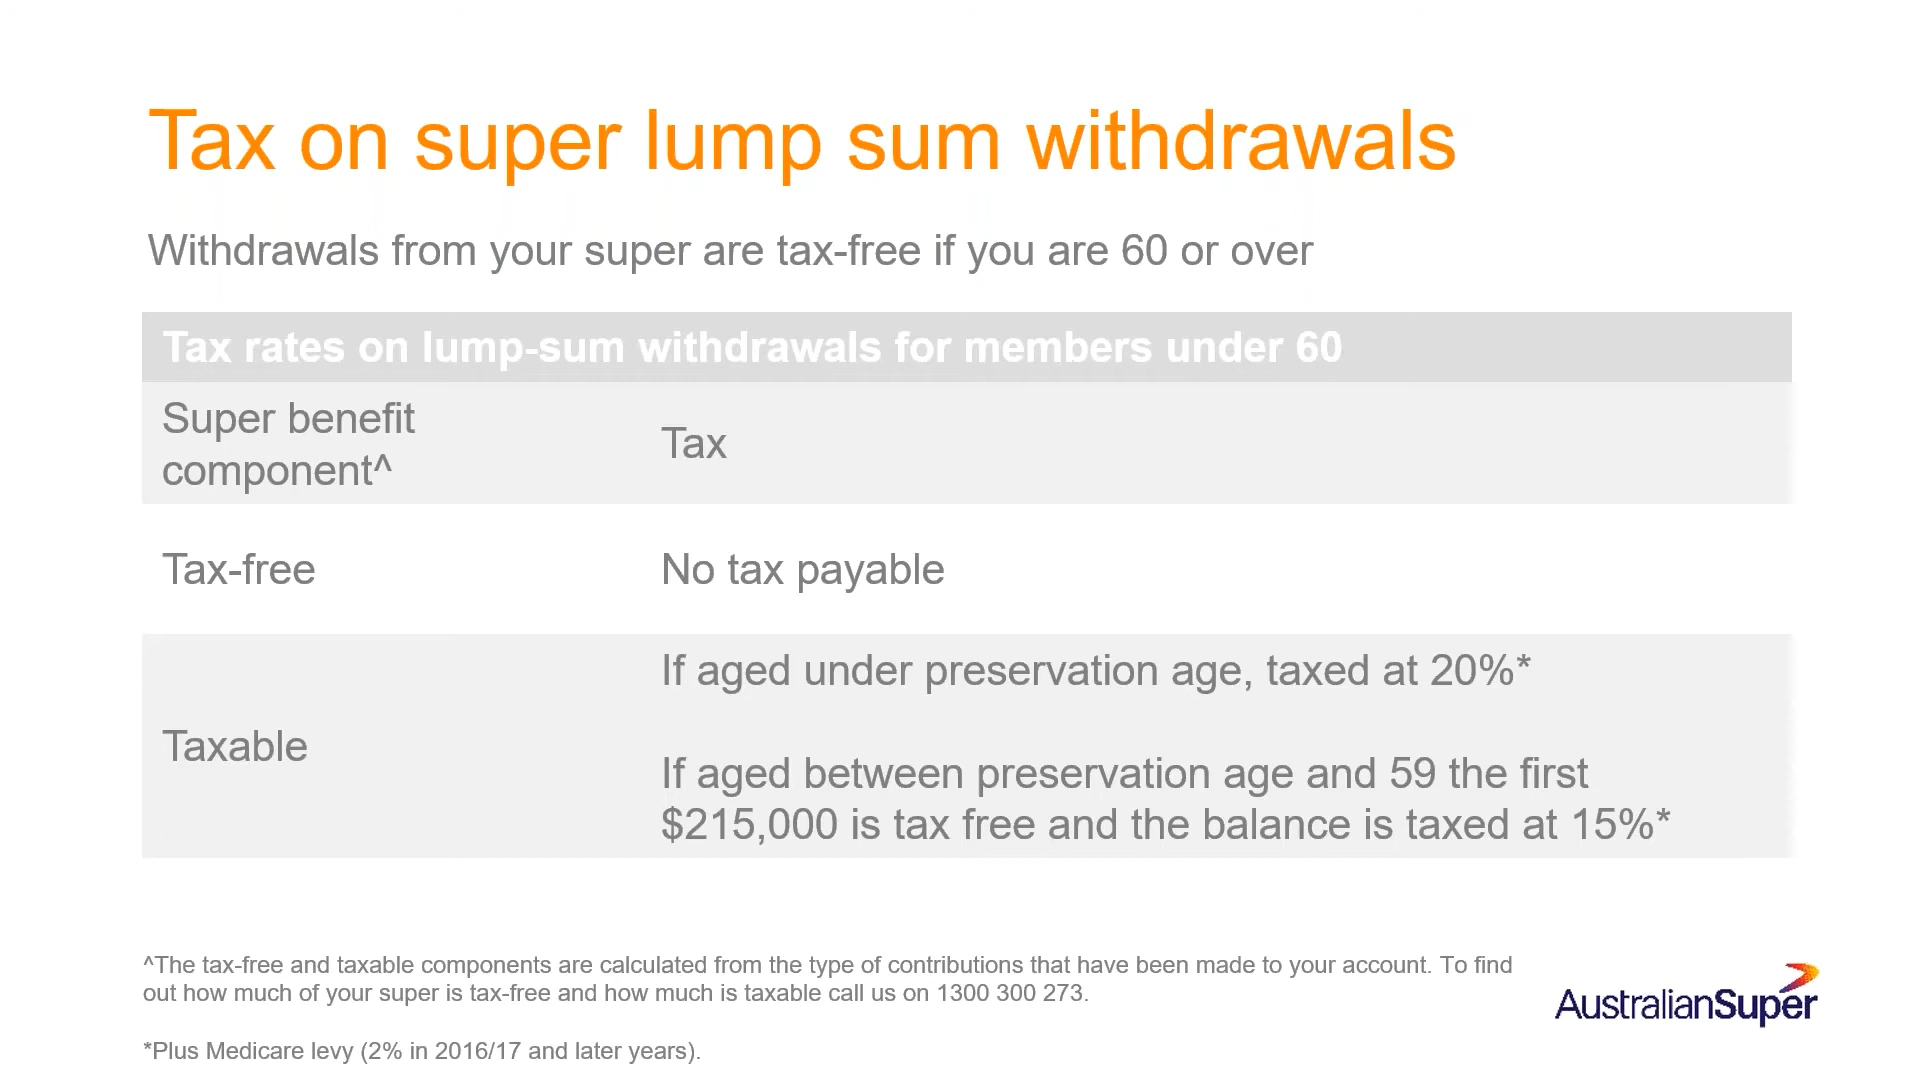 Tax on super lump sum withdrawals
Withdrawals from your super are tax-free if you are 60 or over
Tax rates on lump-sum withdrawals for members under 60
Super benefit
component^
Tax
Tax-free
No tax payable
Taxable
If aged under preservation age, taxed at 20%*
If aged between preservation age and 59 the first
$215,000 is tax free and the balance is taxed at 15%*
^The tax-free and taxable components are calculated from the type of contributions that have been made to your account. To find
out how much of your super is tax-free and how much is taxable call us on 1300 300 273.
*Plus Medicare levy (2% in 2016/17 and later years).
AustralianSuper